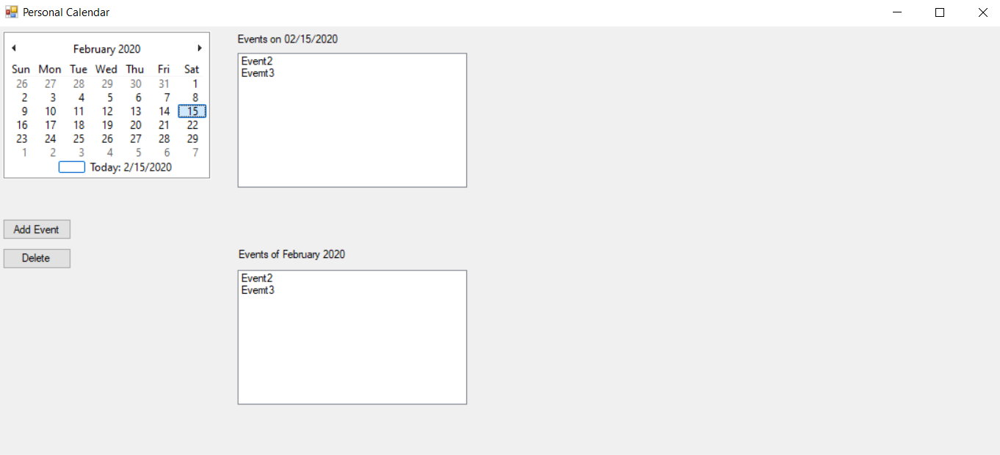 Personal Calendar
February 2020
Sun Mon Tue Wed Thu Fri Sat
26 27 28 29 30 31 1
2 3 4 5 6 7 8
9 10 11 12 13 14 15
16 17 18 19 20 21 22
23 24 25 26 27 28 29
1 2 3 4 5 6 7
Today: 2/15/2020
Events on 02/15/2020
Event2
Evemt3
Add Event
Delete
Events of February 2020
Event2
Evemt3